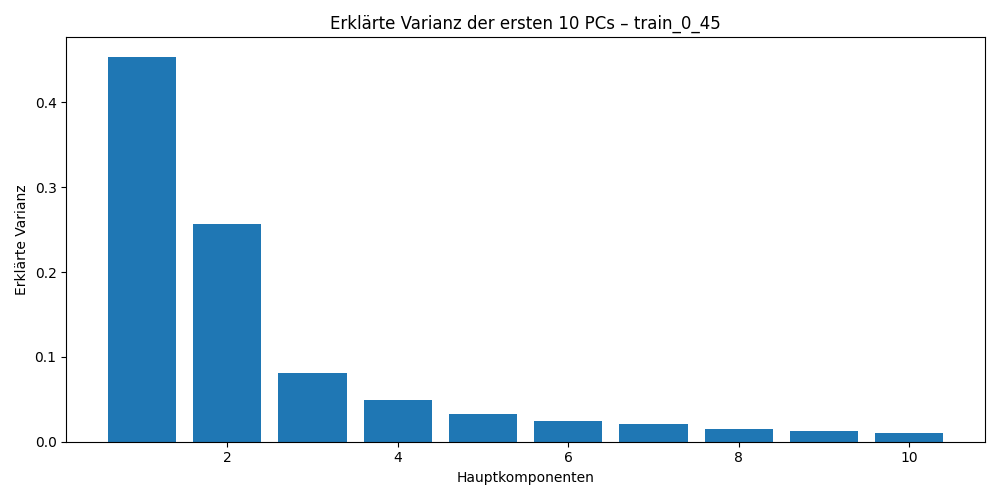 Erklärte Varianz der ersten 10 PCs – train_0_45
Erklärte Varianz
0.4
0.3
0.2
0.1
0.0
2 4 6 8 10
Hauptkomponenten